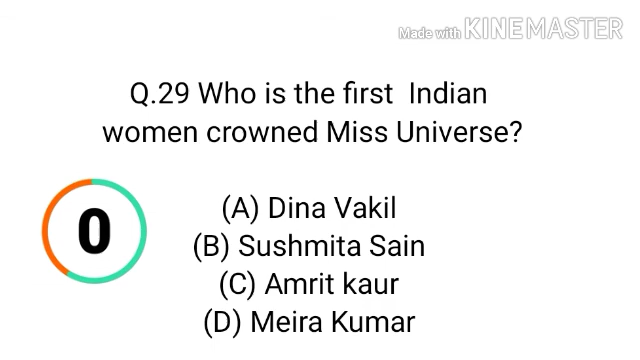 Made with KINEMASTER
Q.29 Who is the first Indian
women crowned Miss Universe?
(A) Dina Vakil
0
(B) Sushmita Sain
(C) Amrit kaur
(D) Meira Kumar